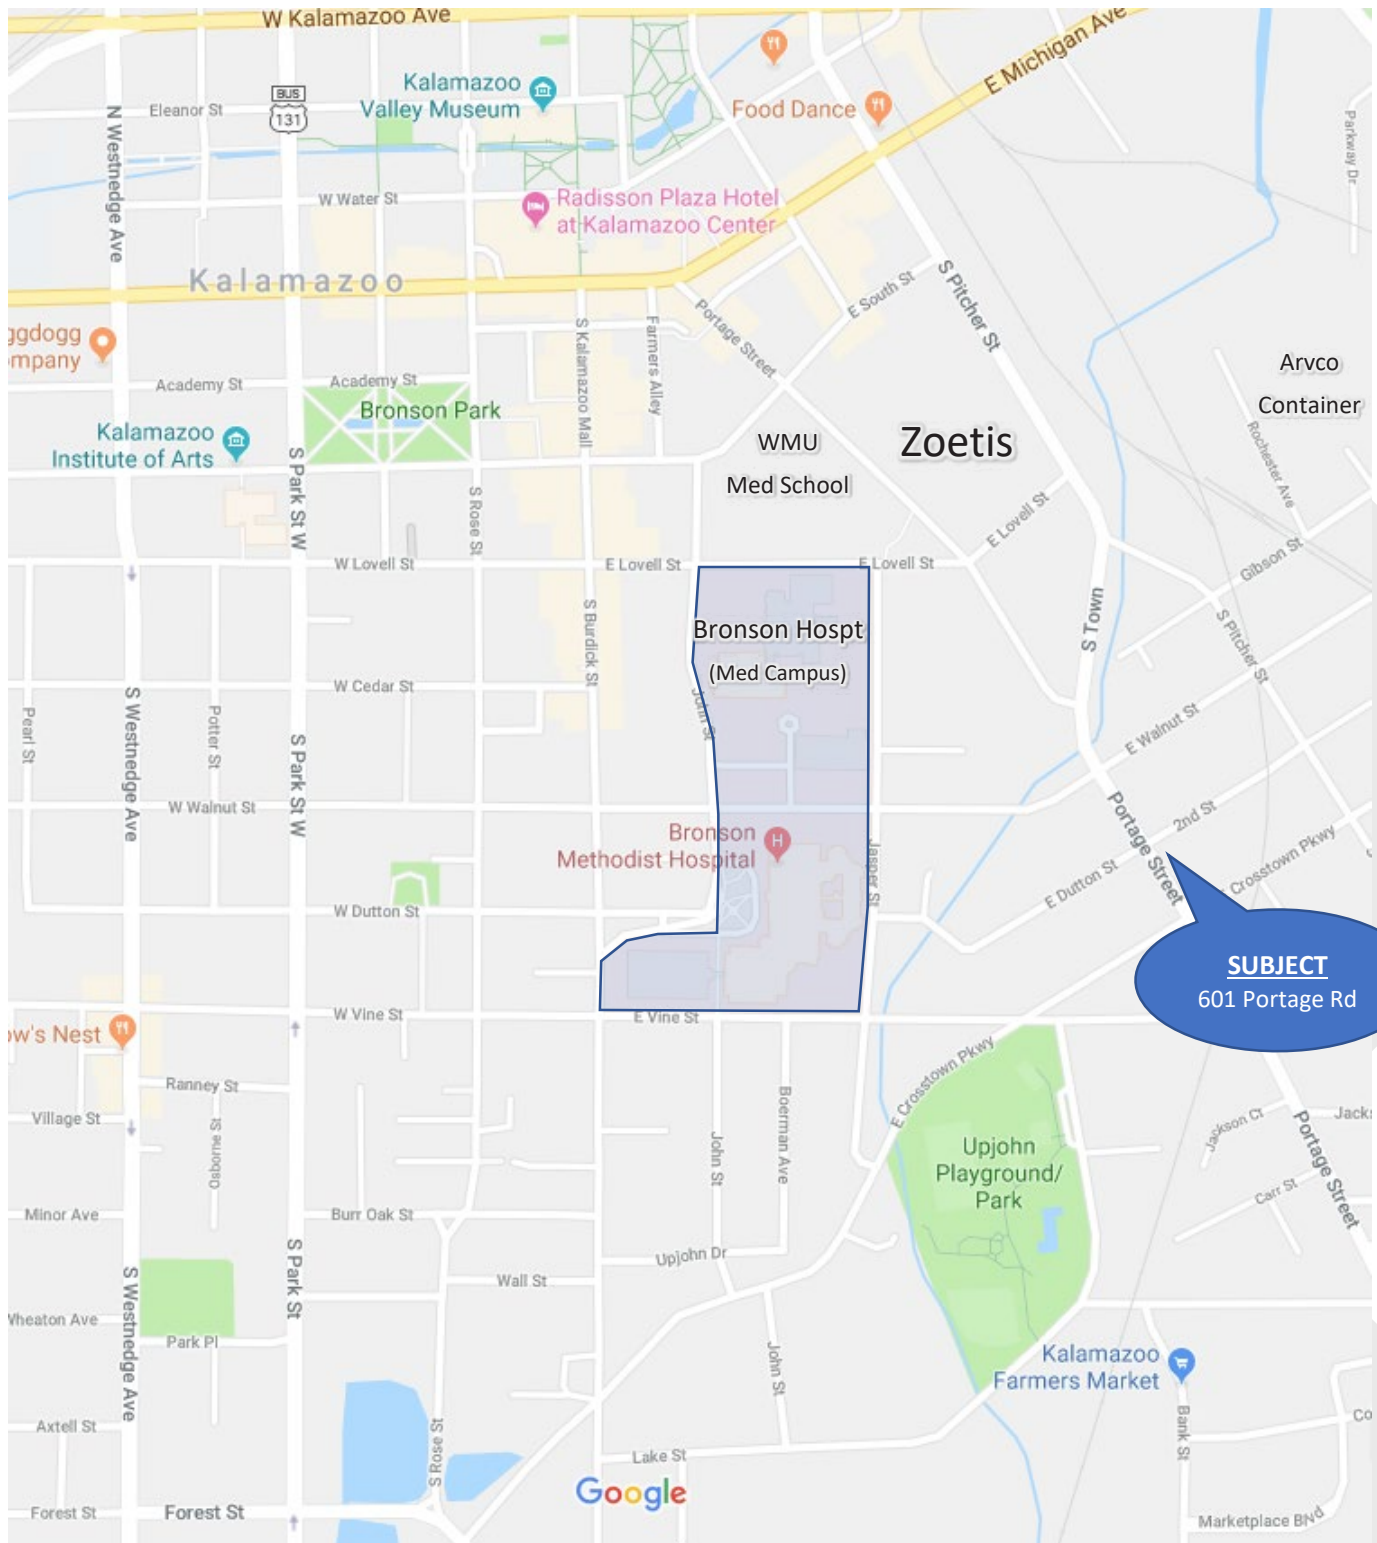 W Kalamazoo Ave
E Michigan Ave
Kalamazoo
Valley Museum
Food Dance
Eleanor St
BUS
131
N Westnedge Ave
Parkway Dr
W Water St
Radisson Plaza Hotel
at Kalamazoo Center
Kalamazoo
E South St
S Pitcher St
Portage Street
S Kalamazoo Mall
Farmers Alley
ggdogg
ompany
Academy St
Academy St
Bronson Park
Arvco
Container
Kalamazoo
Institute of Arts
WMU
Med School
Zoetis
Rochester Ave
S Park St W
S Rose St
E Lovell St
W Lovell St
E Lovell St
E Lovell St
Gibson St
S Burdick St
Bronson Hospt
(Med Campus)
S Town
S Pitcher St
W Cedar St
John St
Pearl St
S Westnedge Ave
Potter St
S Park St W
E Walnut St
W Walnut St
Portage Street
2nd St
Bronson
Methodist Hospital
H
Jasper St
E Crosstown Pkwy
E Dutton St
W Dutton St
SUBJECT
601 Portage Rd
W Vine St
E Vine St
ow's Nest
E Crosstown Pkwy
Ranney St
Village St
Osborne St
Boerman Ave
John St
Jackson Ct
Jacks
Portage Street
Upjohn
Playground/
Park
Carr St
Minor Ave
Burr Oak St
Upjohn Dr
S Park St
Wall St
S Westnedge Ave
Wheaton Ave
Park Pl
John St
Kalamazoo
Farmers Market
Axtell St
S Rose St
Bank St
Co
Lake St
Google
Forest St
Forest St
Marketplace Blvd